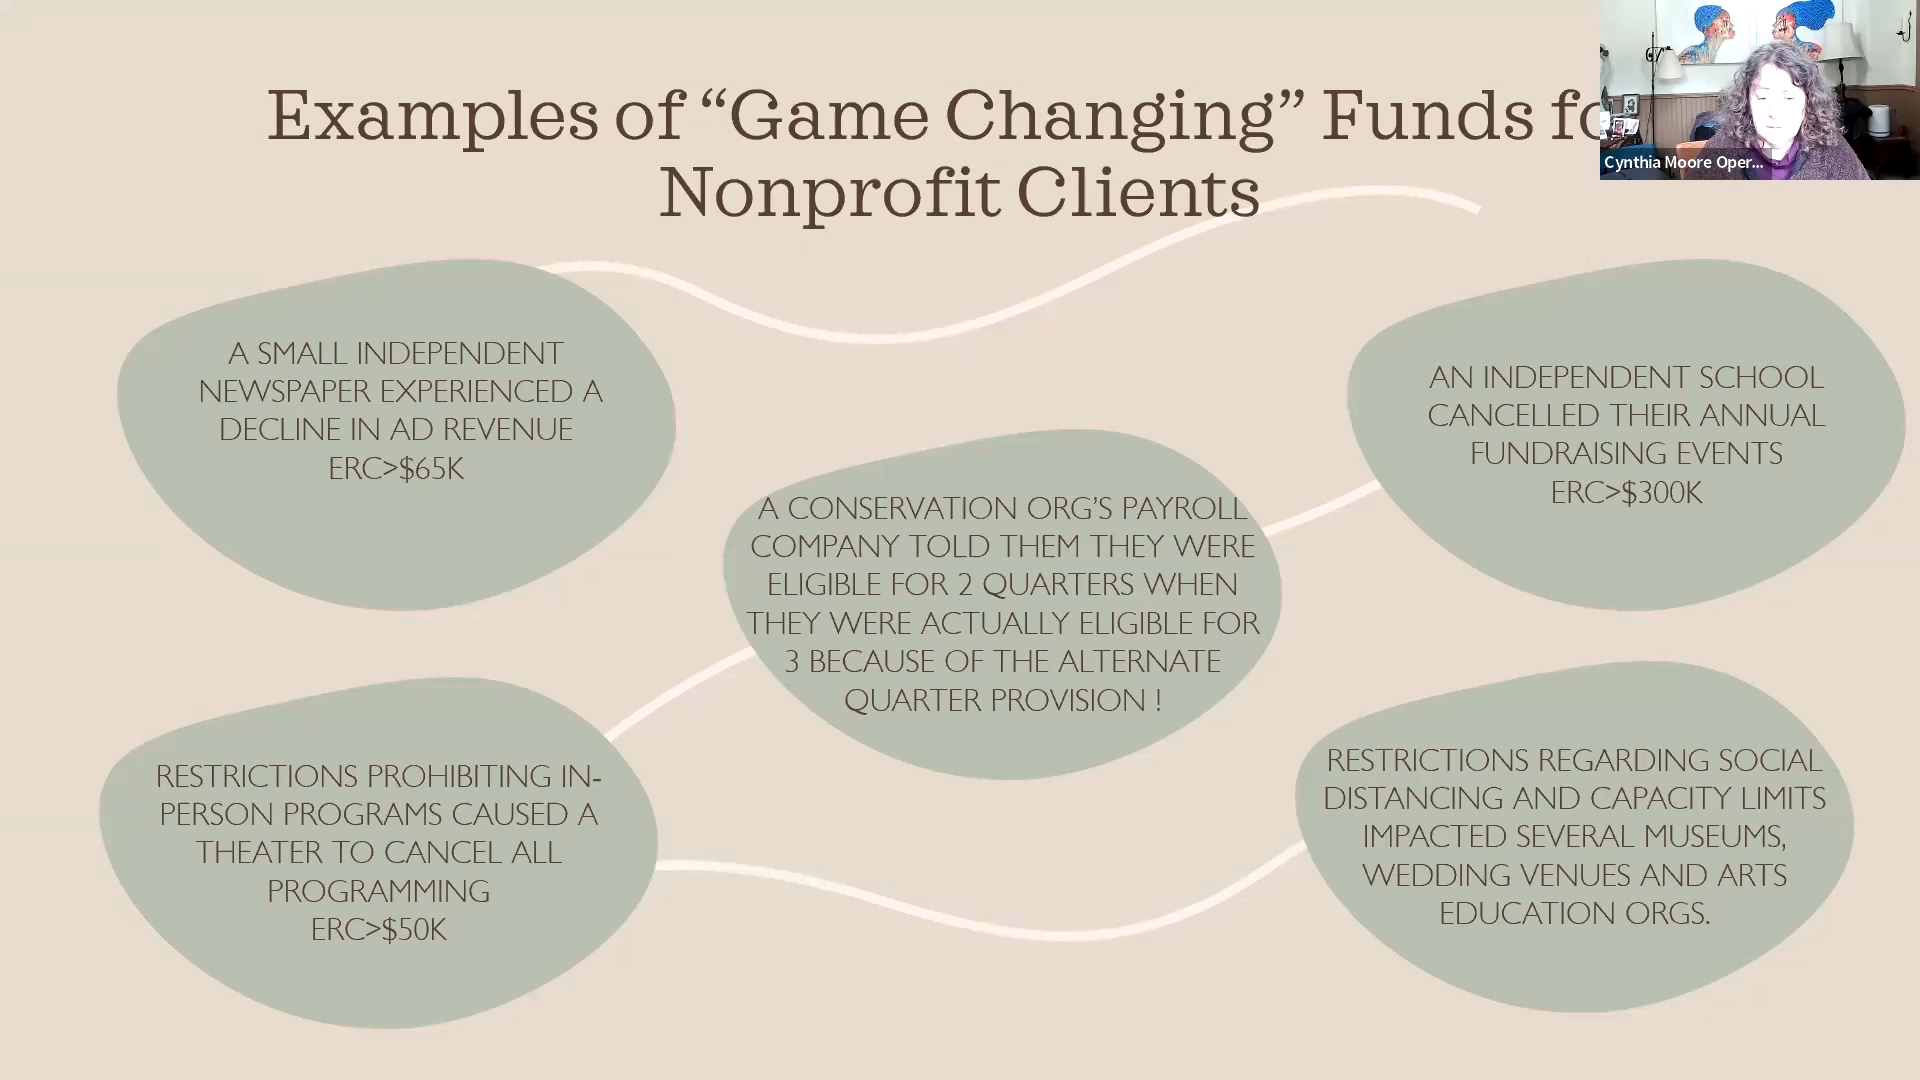 Examples of “Game Changing” Funds
Nonprofit Clients
Cynthia Moore Oper...
A SMALL INDEPENDENT
NEWSPAPER EXPERIENCED A
DECLINE IN AD REVENUE
ERC>$65K
AN INDEPENDENT SCHOOL
CANCELLED THEIR ANNUAL
FUNDRAISING EVENTS
ERC>$300K
A CONSERVATION ORG’S PAYROLL
COMPANY TOLD THEM THEY WERE
ELIGIBLE FOR 2 QUARTERS WHEN
THEY WERE ACTUALLY ELIGIBLE FOR
3 BECAUSE OF THE ALTERNATE
QUARTER PROVISION !
RESTRICTIONS PROHIBITING IN-
PERSON PROGRAMS CAUSED A
THEATER TO CANCEL ALL
PROGRAMMING
ERC>$50K
RESTRICTIONS REGARDING SOCIAL
DISTANCING AND CAPACITY LIMITS
IMPACTED SEVERAL MUSEUMS,
WEDDING VENUES AND ARTS
EDUCATION ORGS.